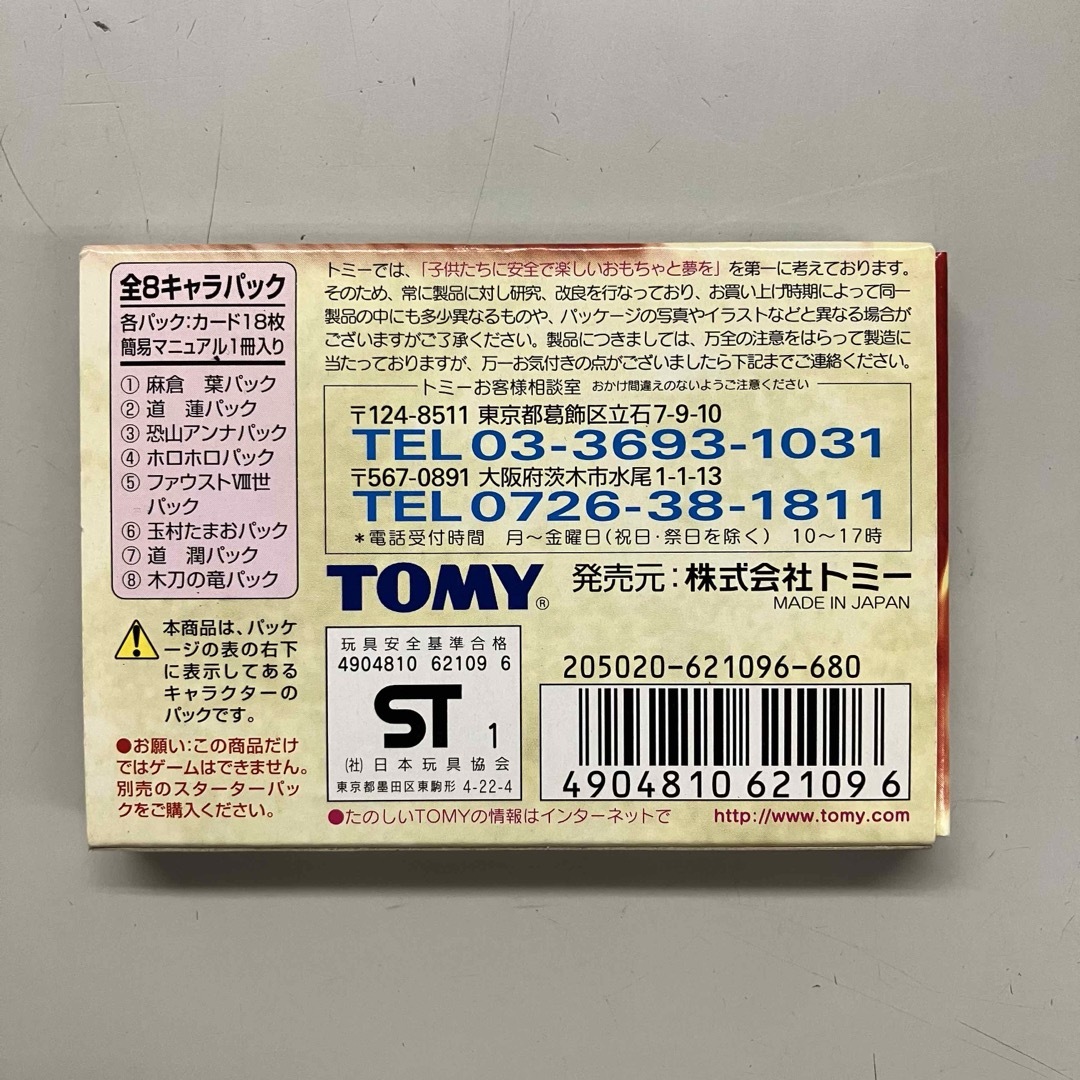 全8キャラパック
各パック:カード18枚
簡易マニュアル1冊入り
① 麻倉　葉パック
② 道　蓮パック
③ 恐山アンナパック
④ ホロホロパック
⑤ ファウストⅧ世
パック
⑥ 玉村たまおパック
⑦ 道　潤パック
⑧ 木刀の竜パック
本商品は、パッケ
ージの表の右下
に表示してある
キャラクターの
パックです。
●お願い:この商品だけ
ではゲームはできません。
別売のスターターパッ
クをご購入ください。
トミーでは、「子供たちに安全で楽しいおもちゃと夢を」を第一に考えております。
そのため、常に製品に対し研究、改良を行なっており、お買い上げ時期によって同一
製品の中にも多少異なるものや、パッケージの写真やイラストなどと異なる場合が
ございますがご了承ください。製品につきましては、万全の注意をはらって製造に
当たっておりますが、万一お気付きの点がございましたら下記までご連絡ください。
トミーお客様相談室 おかけ間違えのないようご注意ください
〒124-8511 東京都葛飾区立石7-9-10
TEL 03-3693-1031
〒567-0891 大阪府茨木市水尾1-1-13
TEL 0726-38-1811
*電話受付時間　月〜金曜日(祝日・祭日を除く)　10〜17時
TOMY® 発売元:株式会社トミー
MADE IN JAPAN
玩具安全基準合格
4904810 62109 6
ST 1
(社)日本玩具協会
東京都墨田区東駒形 4-22-4
205020-621096-680
4904810 621096
●たのしいTOMYの情報はインターネットで http://www.tomy.com